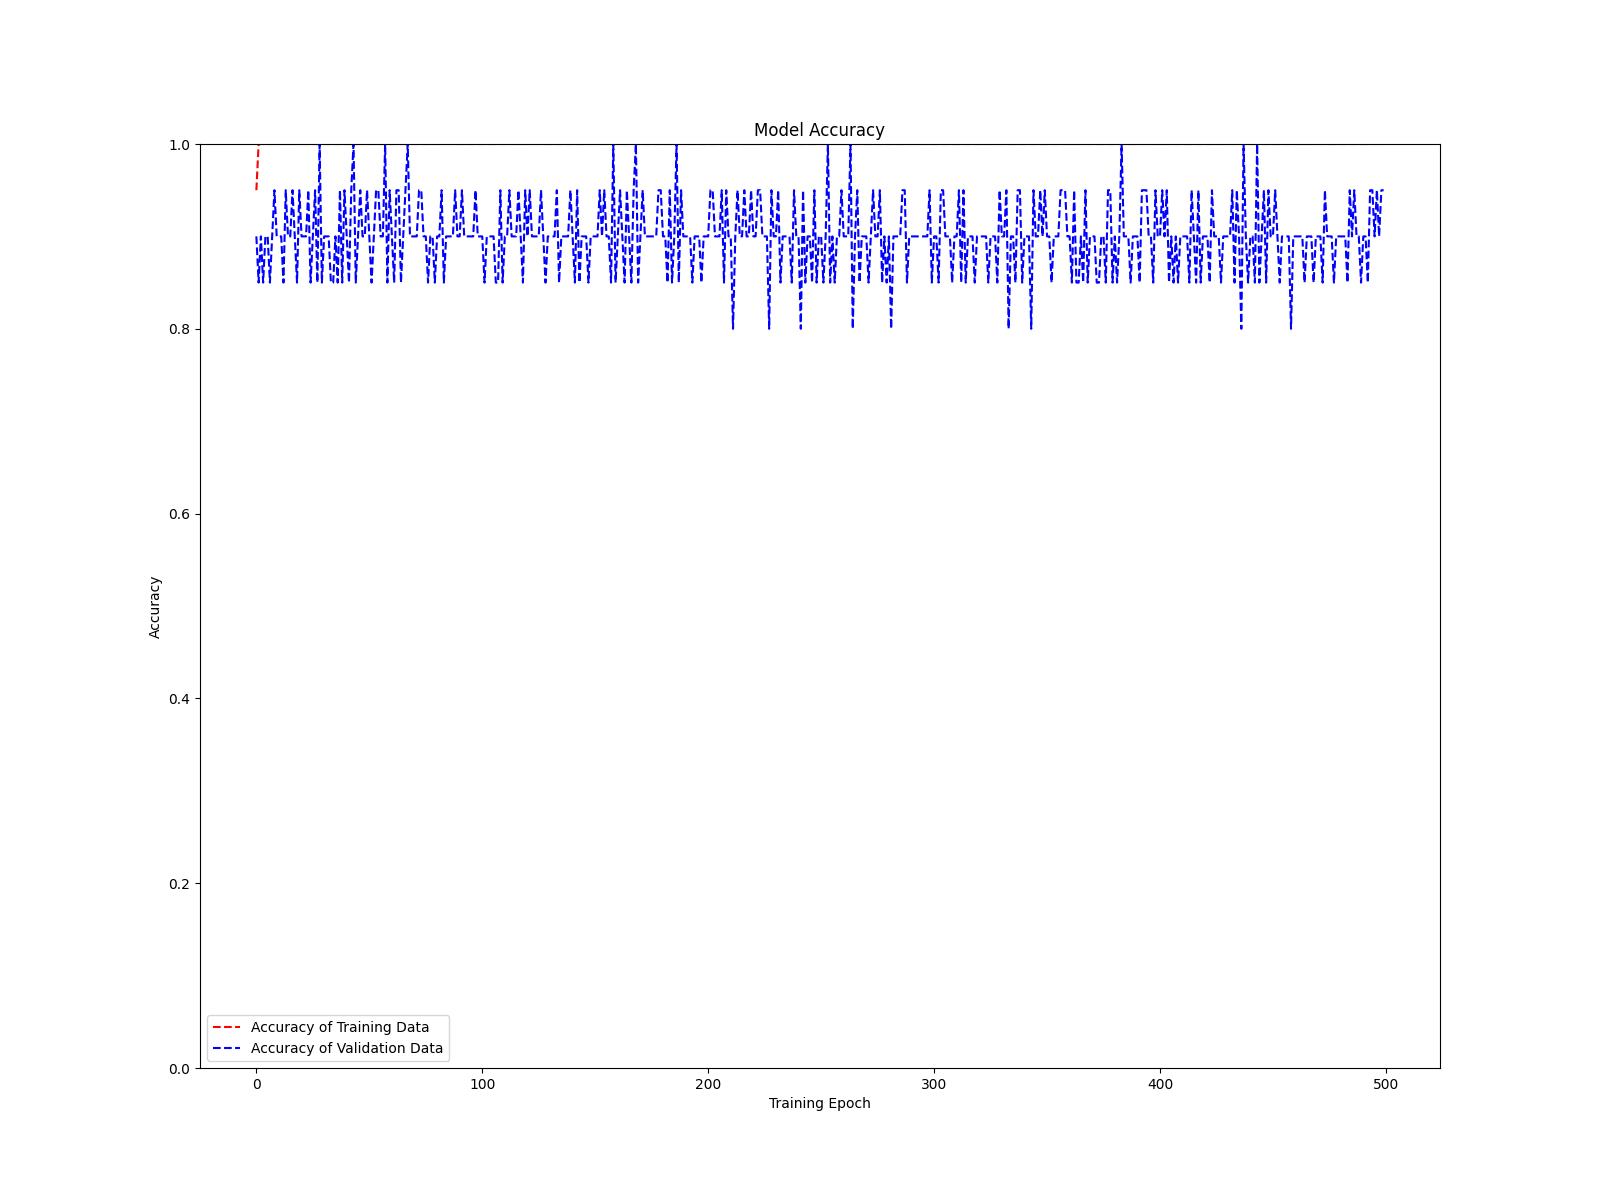 Model Accuracy
1.0
0.8
0.6
0.4
0.2
0.0
Accuracy
Accuracy of Training Data
Accuracy of Validation Data
0 100 200 300 400 500
Training Epoch